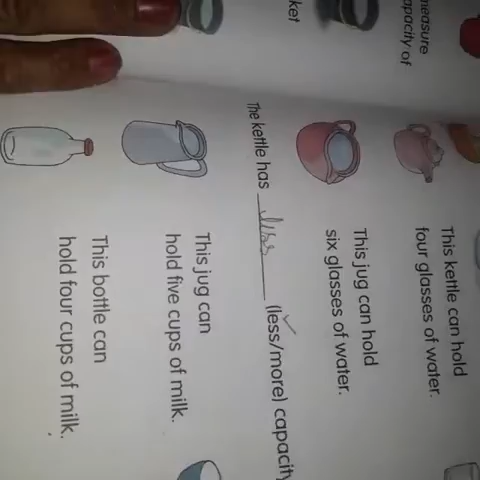 measure
apacity of
ket
This kettle can hold
four glasses of water.
This jug can hold
six glasses of water.
The kettle has less (less/more) capacity
This jug can
hold five cups of milk.
This bottle can
hold four cups of milk.